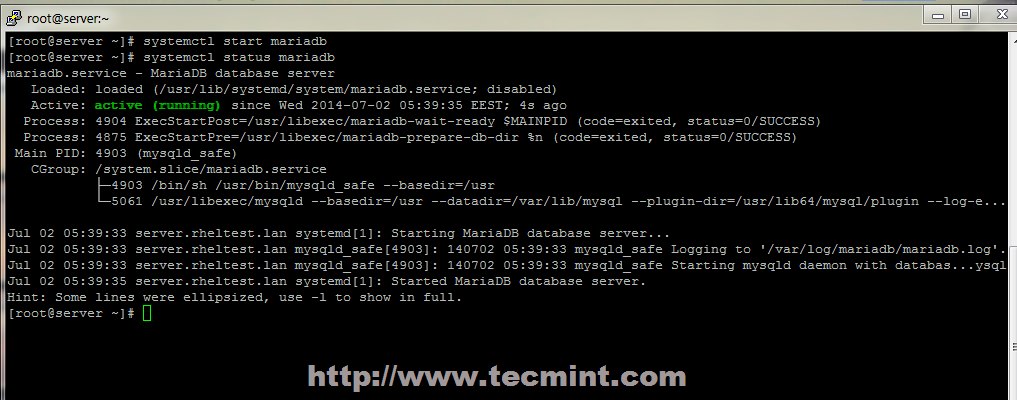 root@server:~
[root@server ~]# systemctl start mariadb
[root@server ~]# systemctl status mariadb
mariadb.service - MariaDB database server
   Loaded: loaded (/usr/lib/systemd/system/mariadb.service; disabled)
   Active: active (running) since Wed 2014-07-02 05:39:35 EEST; 4s ago
  Process: 4904 ExecStartPost=/usr/libexec/mariadb-wait-ready $MAINPID (code=exited, status=0/SUCCESS)
  Process: 4875 ExecStartPre=/usr/libexec/mariadb-prepare-db-dir %n (code=exited, status=0/SUCCESS)
 Main PID: 4903 (mysqld_safe)
   CGroup: /system.slice/mariadb.service
           ├─4903 /bin/sh /usr/bin/mysqld_safe --basedir=/usr
           └─5061 /usr/libexec/mysqld --basedir=/usr --datadir=/var/lib/mysql --plugin-dir=/usr/lib64/mysql/plugin --log-e...
Jul 02 05:39:33 server.rheltest.lan systemd[1]: Starting MariaDB database server...
Jul 02 05:39:33 server.rheltest.lan mysqld_safe[4903]: 140702 05:39:33 mysqld_safe Logging to '/var/log/mariadb/mariadb.log'.
Jul 02 05:39:33 server.rheltest.lan mysqld_safe[4903]: 140702 05:39:33 mysqld_safe Starting mysqld daemon with databas...ysql
Jul 02 05:39:35 server.rheltest.lan systemd[1]: Started MariaDB database server.
Hint: Some lines were ellipsized, use -l to show in full.
[root@server ~]#
http://www.tecmint.com